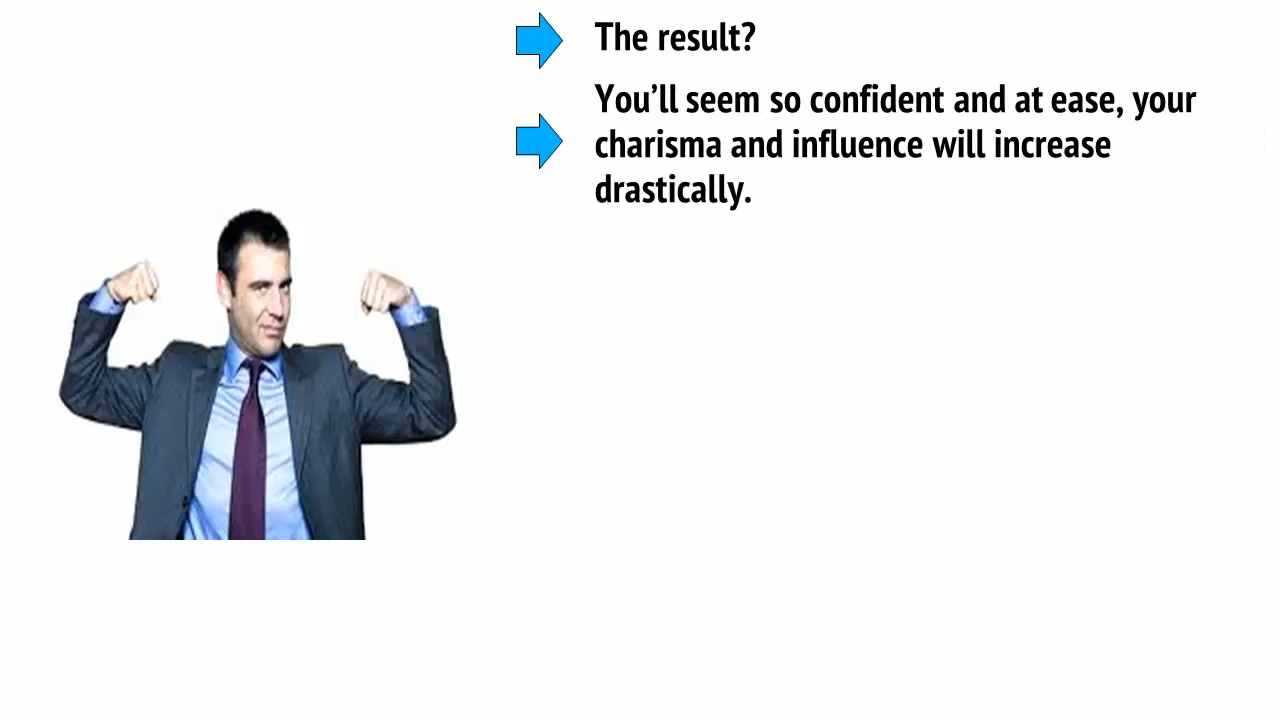 The result?
You’ll seem so confident and at ease, your
charisma and influence will increase
drastically.